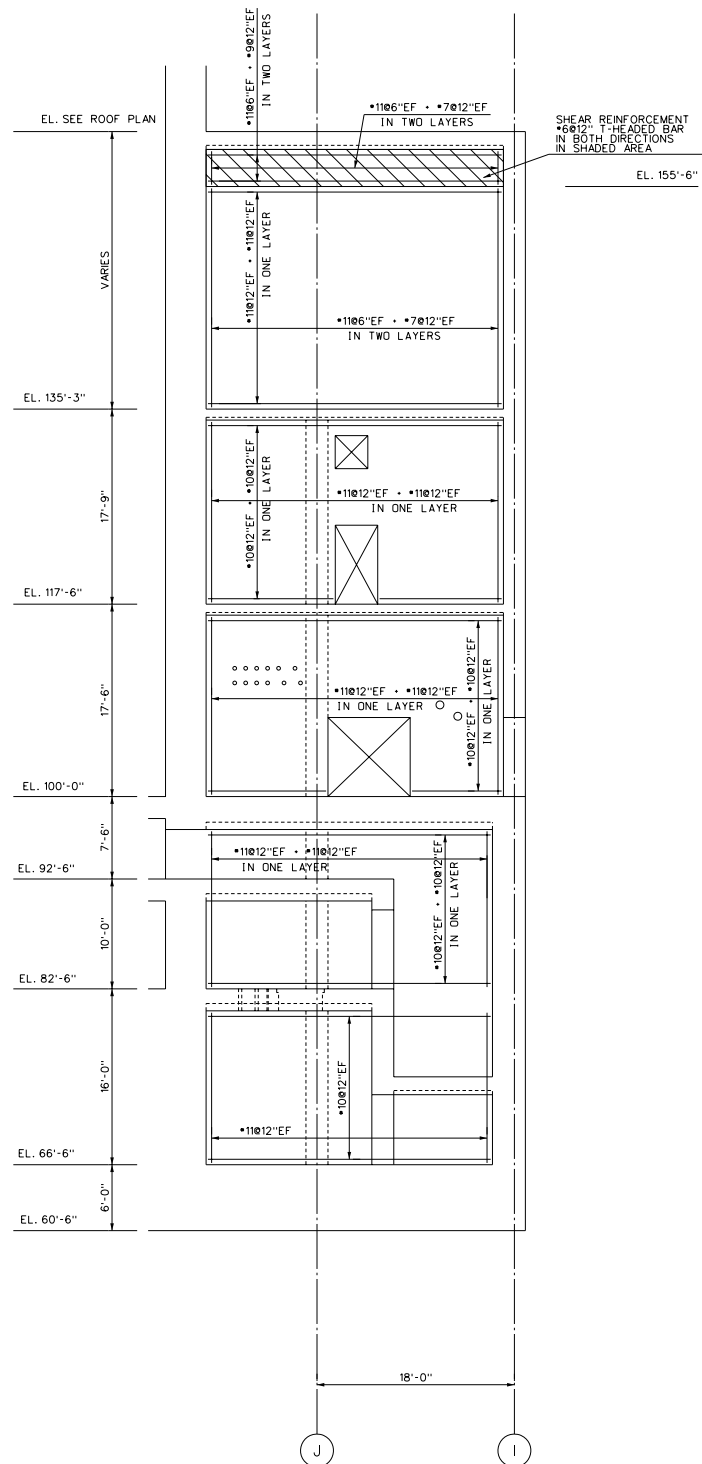 •11@6"EF + •9@12"EF
IN TWO LAYERS
•11@6"EF + •7@12"EF
IN TWO LAYERS
EL. SEE ROOF PLAN
SHEAR REINFORCEMENT
•6@12" T-HEADED BAR
IN BOTH DIRECTIONS
IN SHADED AREA
EL. 155'-6"
VARIES
•11@12"EF + •11@12"EF
IN ONE LAYER
•11@6"EF + •7@12"EF
IN TWO LAYERS
EL. 135'-3"
17'-9"
•10@12"EF + •10@12"EF
IN ONE LAYER
•11@12"EF + •11@12"EF
IN ONE LAYER
EL. 117'-6"
17'-6"
•11@12"EF + •11@12"EF
IN ONE LAYER
•10@12"EF + •10@12"EF
IN ONE LAYER
EL. 100'-0"
7'-6"
•11@12"EF + •11@12"EF
IN ONE LAYER
•10@12"EF + •10@12"EF
IN ONE LAYER
EL. 92'-6"
10'-0"
EL. 82'-6"
16'-0"
•10@12"EF
•11@12"EF
EL. 66'-6"
6'-0"
EL. 60'-6"
18'-0"
J
I